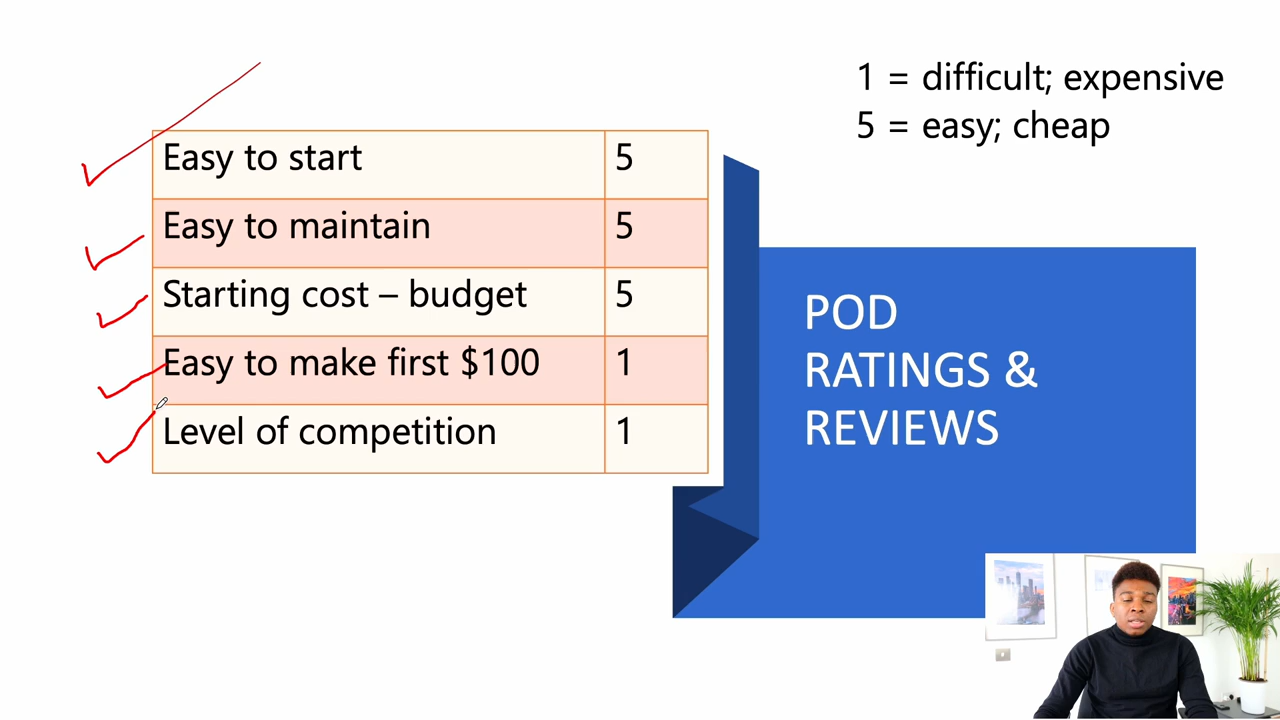 1 = difficult; expensive
5 = easy; cheap
Easy to start 5
Easy to maintain 5
Starting cost – budget 5
Easy to make first $100 1
Level of competition 1
POD
RATINGS &
REVIEWS